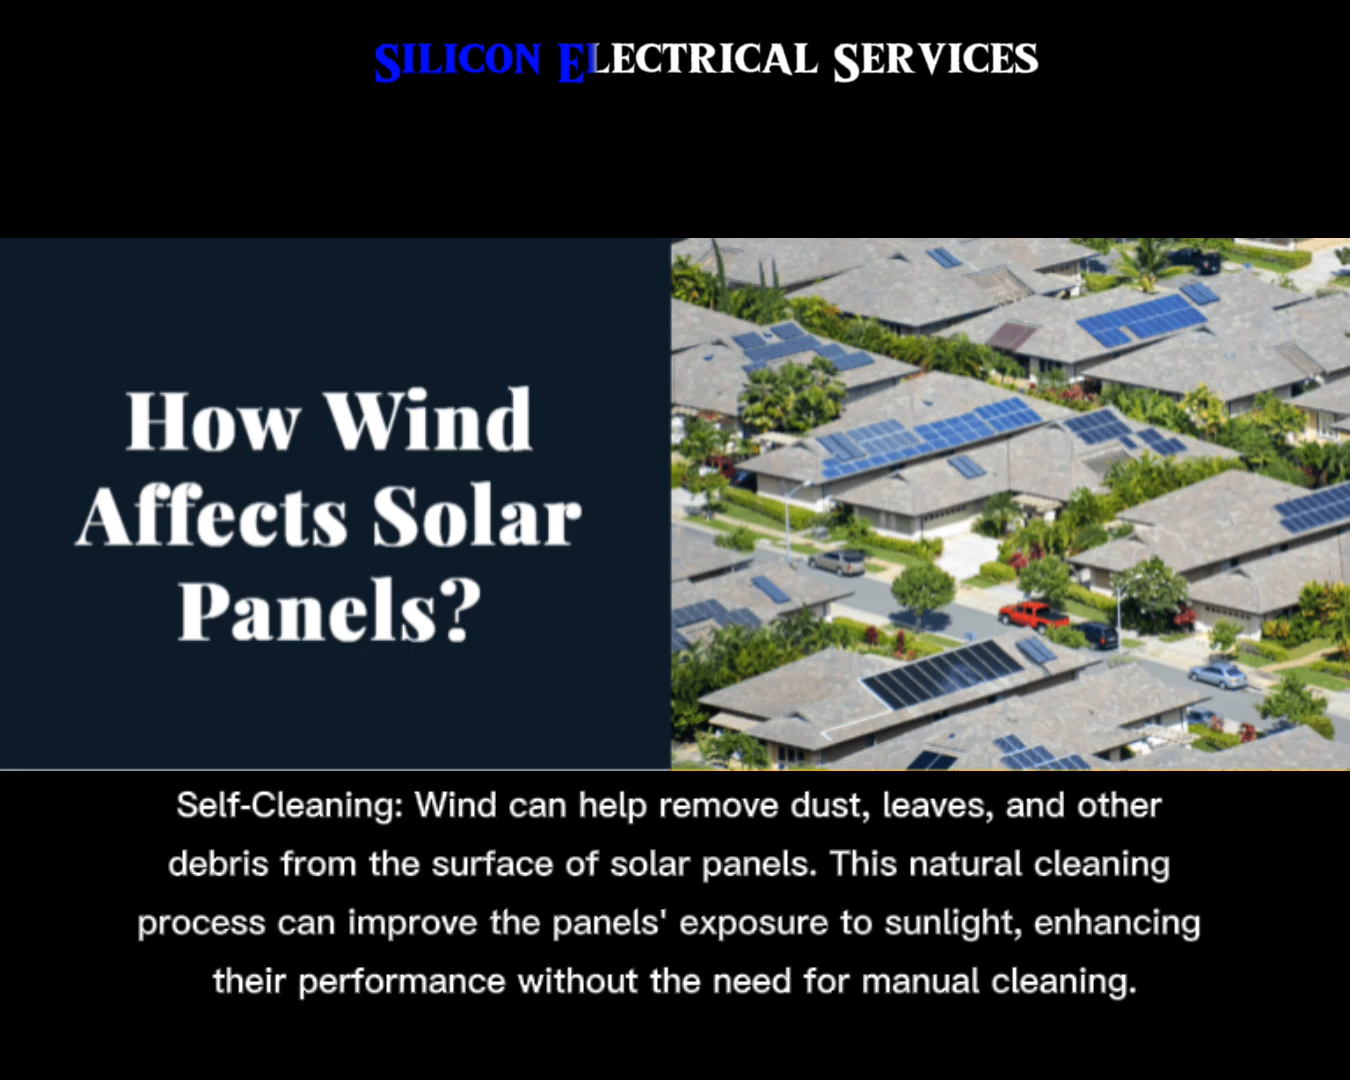 Silicon Electrical Services
How Wind
Affects Solar
Panels?
Self-Cleaning: Wind can help remove dust, leaves, and other
debris from the surface of solar panels. This natural cleaning
process can improve the panels' exposure to sunlight, enhancing
their performance without the need for manual cleaning.